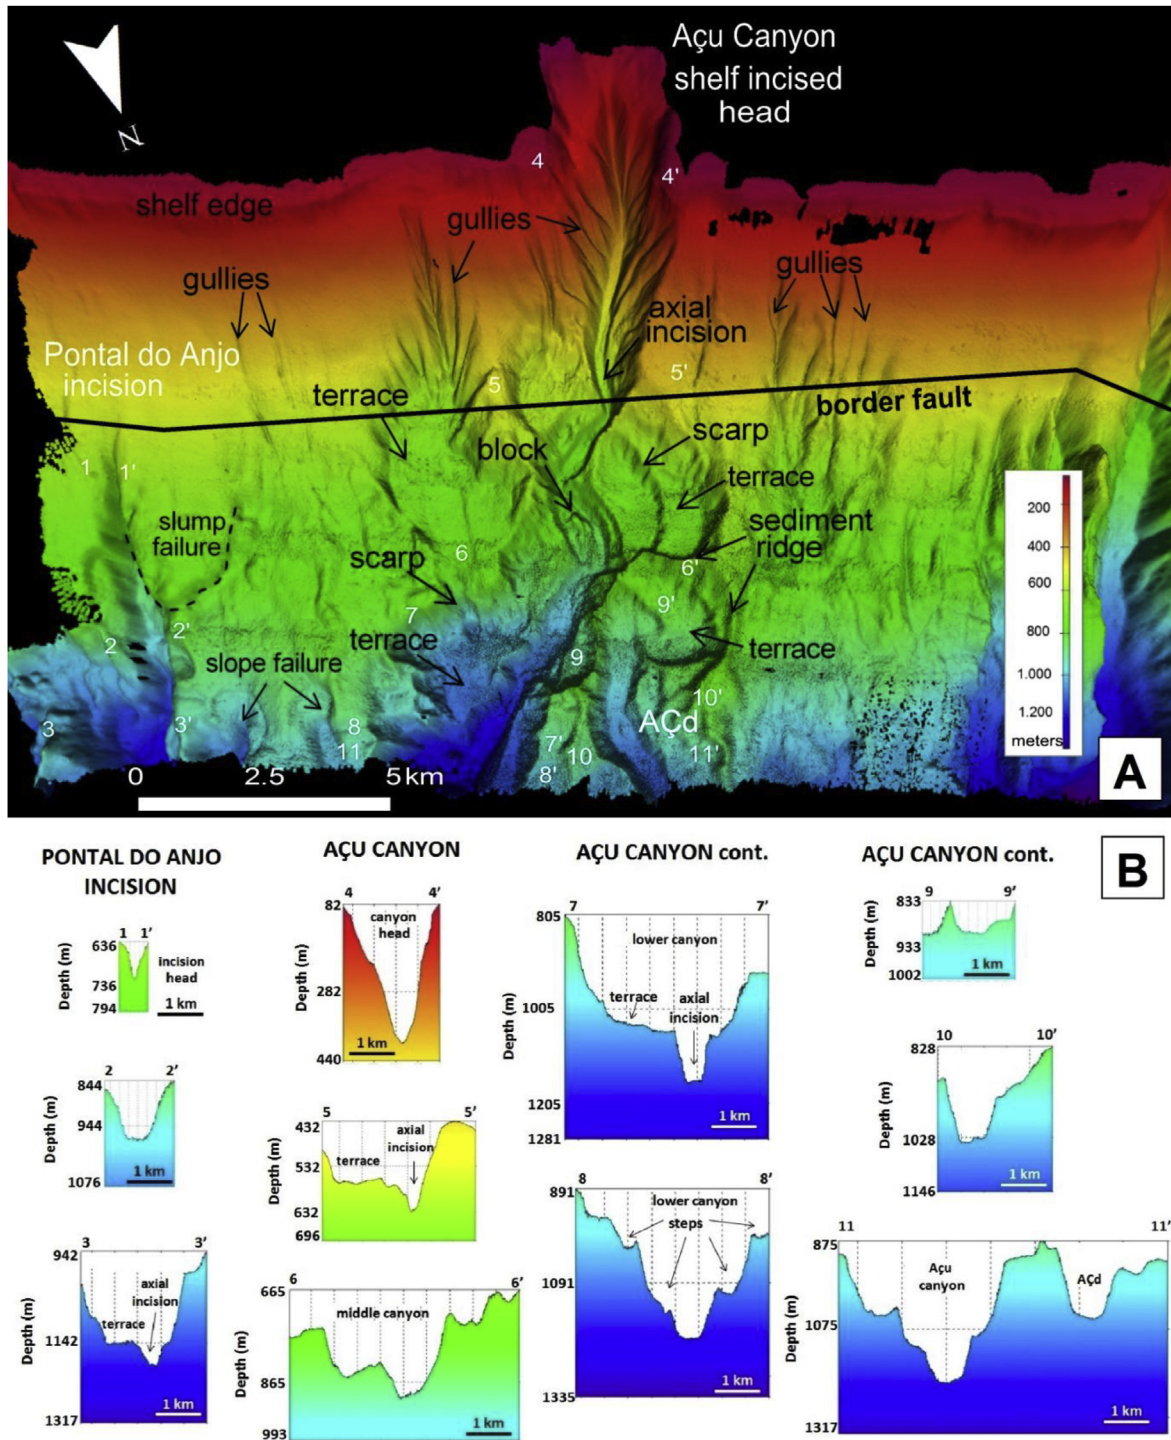 Açu Canyon
shelf incised
head
N
4
4'
shelf edge
gullies
gullies
gullies
axial
incision
Pontal do Anjo
incision
5
5'
terrace
border fault
block
scarp
1
1'
terrace
slump
failure
sediment
ridge
6
6'
scarp
7
9'
2
2'
terrace
9
terrace
slope failure
10'
3
3'
8
11
AÇd
7'
10
11'
8'
0 2.5 5 km
200
400
600
800
1.000
1.200
meters
A
B
PONTAL DO ANJO
INCISION
1 1'
636
736
794
Depth (m)
incision
head
1 km
2 2'
844
944
1076
Depth (m)
1 km
3 3'
942
1142
1317
Depth (m)
axial
incision
terrace
1 km
AÇU CANYON
4 4'
82
282
440
Depth (m)
canyon
head
1 km
5 5'
432
532
632
696
Depth (m)
axial
incision
terrace
6 6'
665
865
993
Depth (m)
middle canyon
1 km
AÇU CANYON cont.
7 7'
805
1005
1205
1281
Depth (m)
lower canyon
terrace
axial
incision
1 km
8 8'
891
1091
1335
Depth (m)
lower canyon
steps
1 km
AÇU CANYON cont.
9 9'
833
933
1002
Depth (m)
1 km
10 10'
828
1028
1146
Depth (m)
1 km
11 11'
875
1075
1317
Depth (m)
Açu
canyon
AÇd
1 km